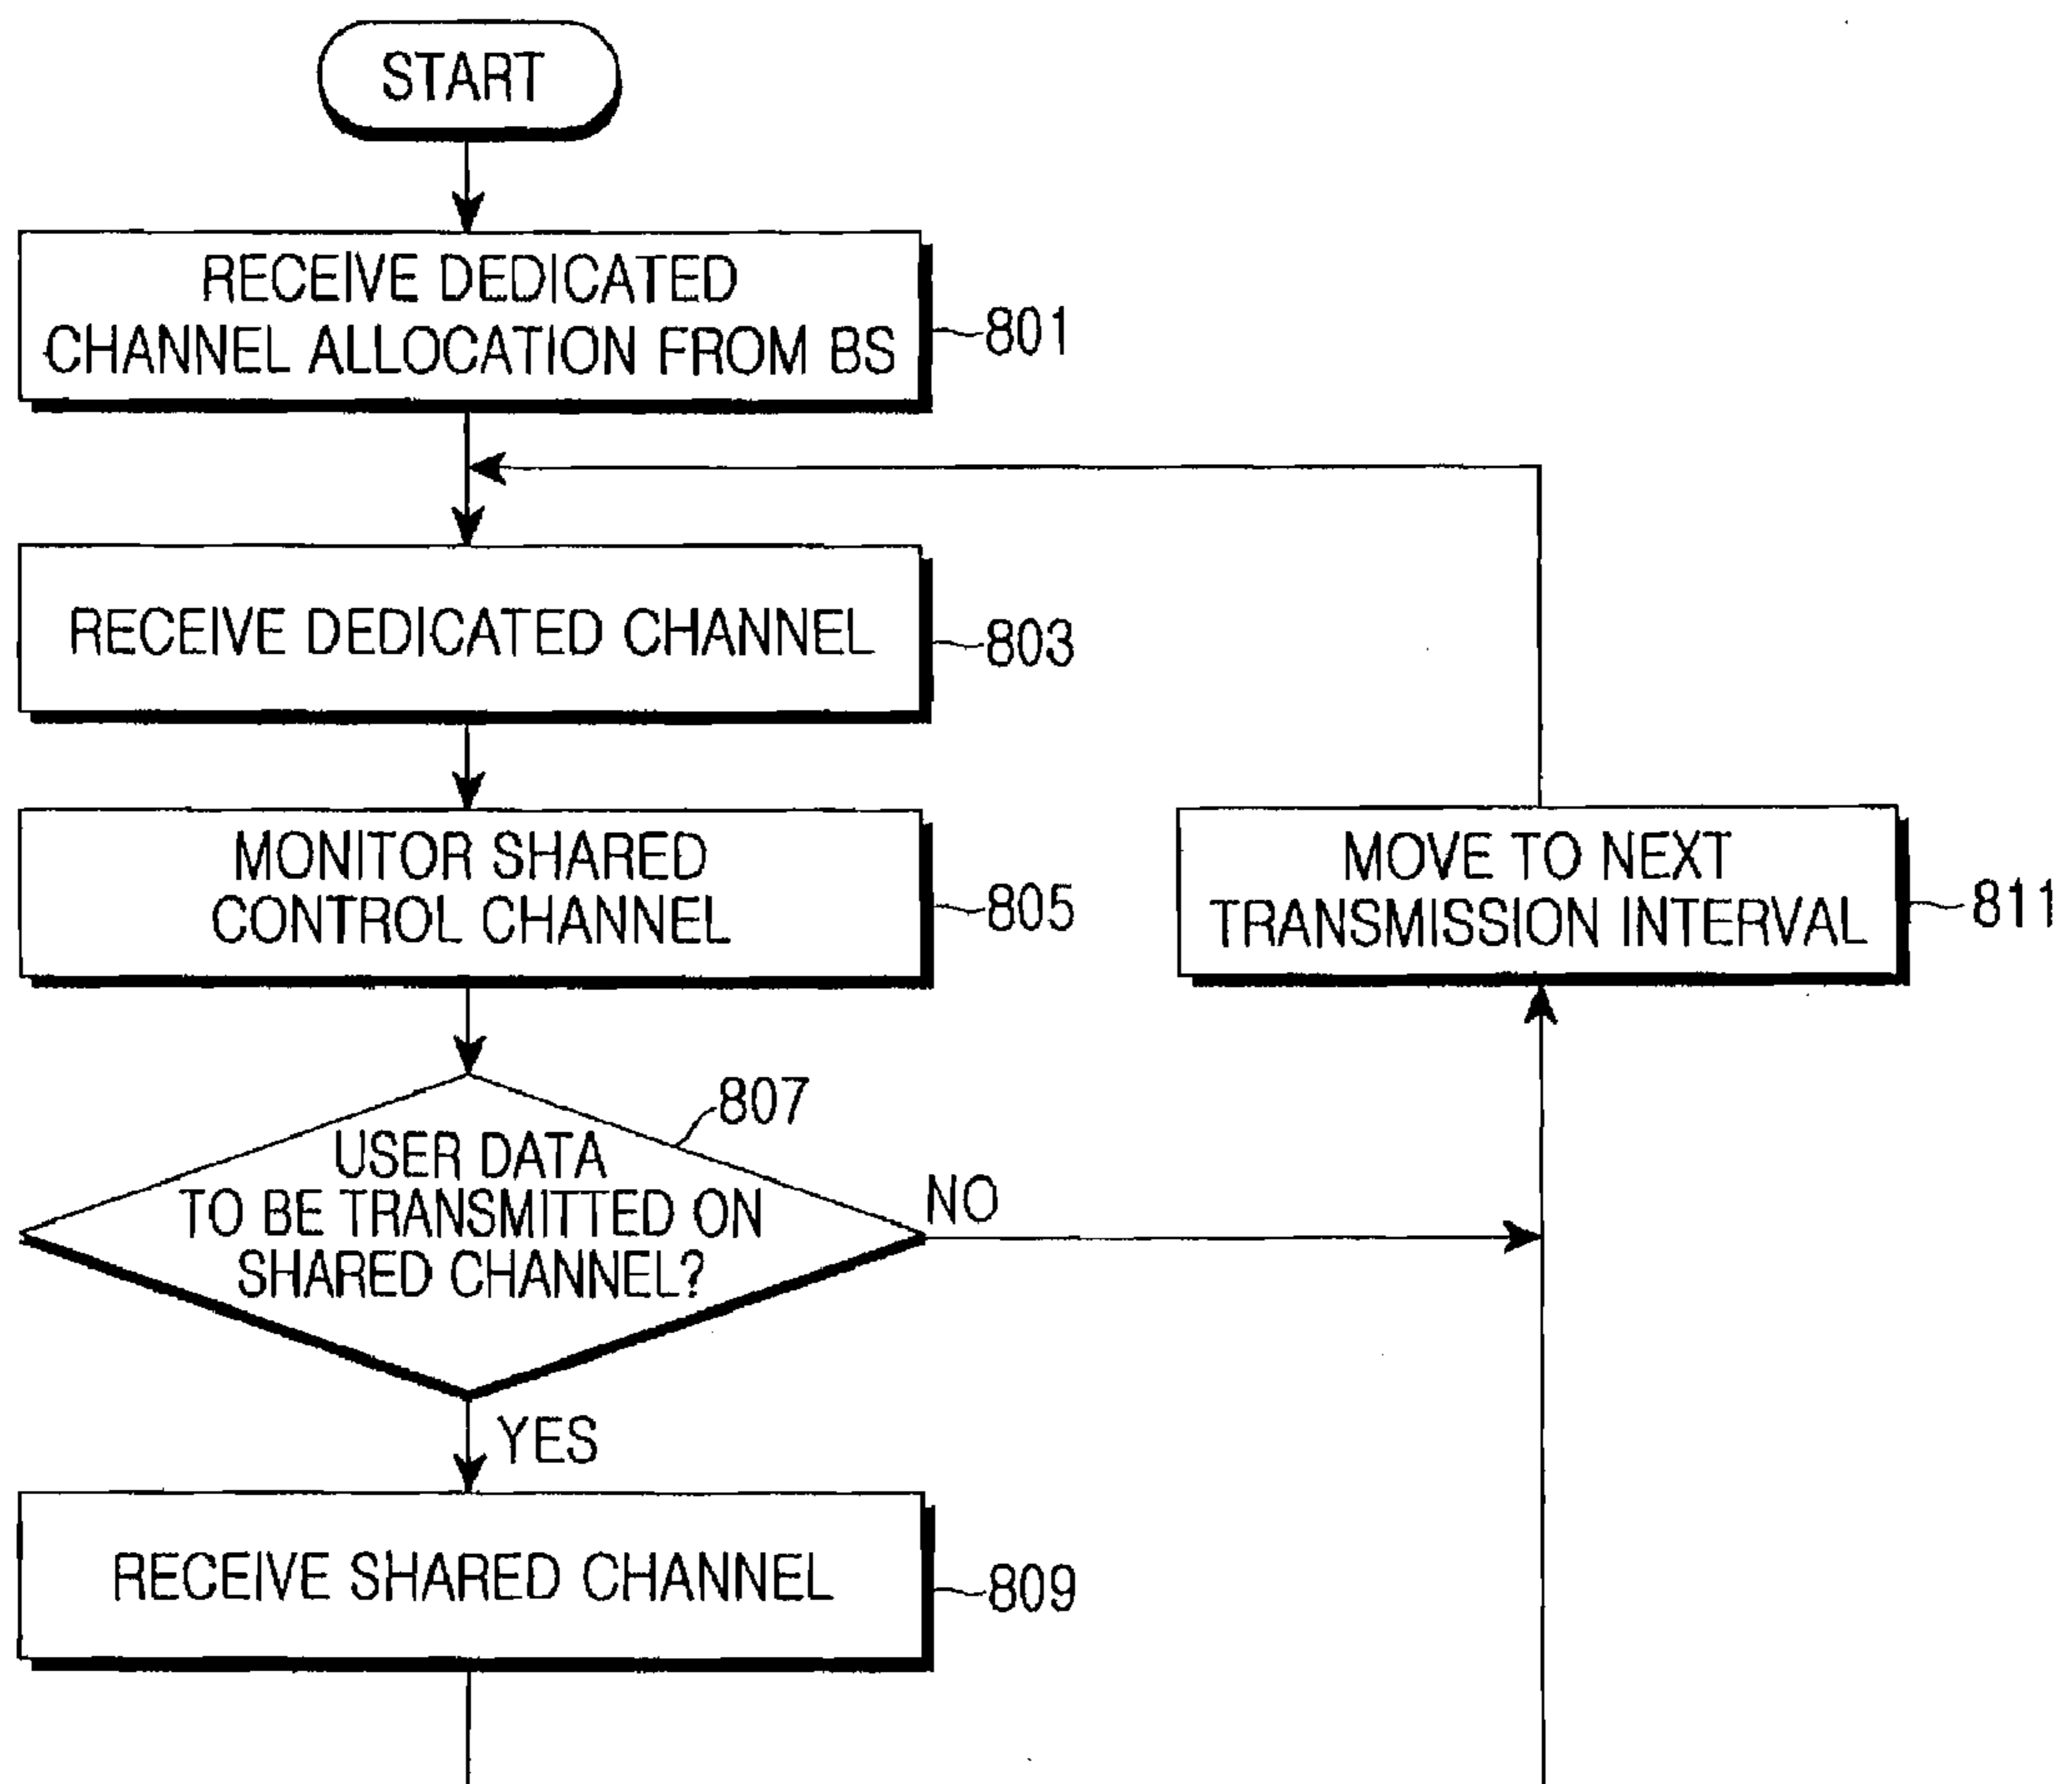 START
RECEIVE DEDICATED
CHANNEL ALLOCATION FROM BS
801
RECEIVE DEDICATED CHANNEL
803
MONITOR SHARED
CONTROL CHANNEL
805
MOVE TO NEXT
TRANSMISSION INTERVAL
811
807
USER DATA
TO BE TRANSMITTED ON
SHARED CHANNEL?
NO
YES
RECEIVE SHARED CHANNEL
809